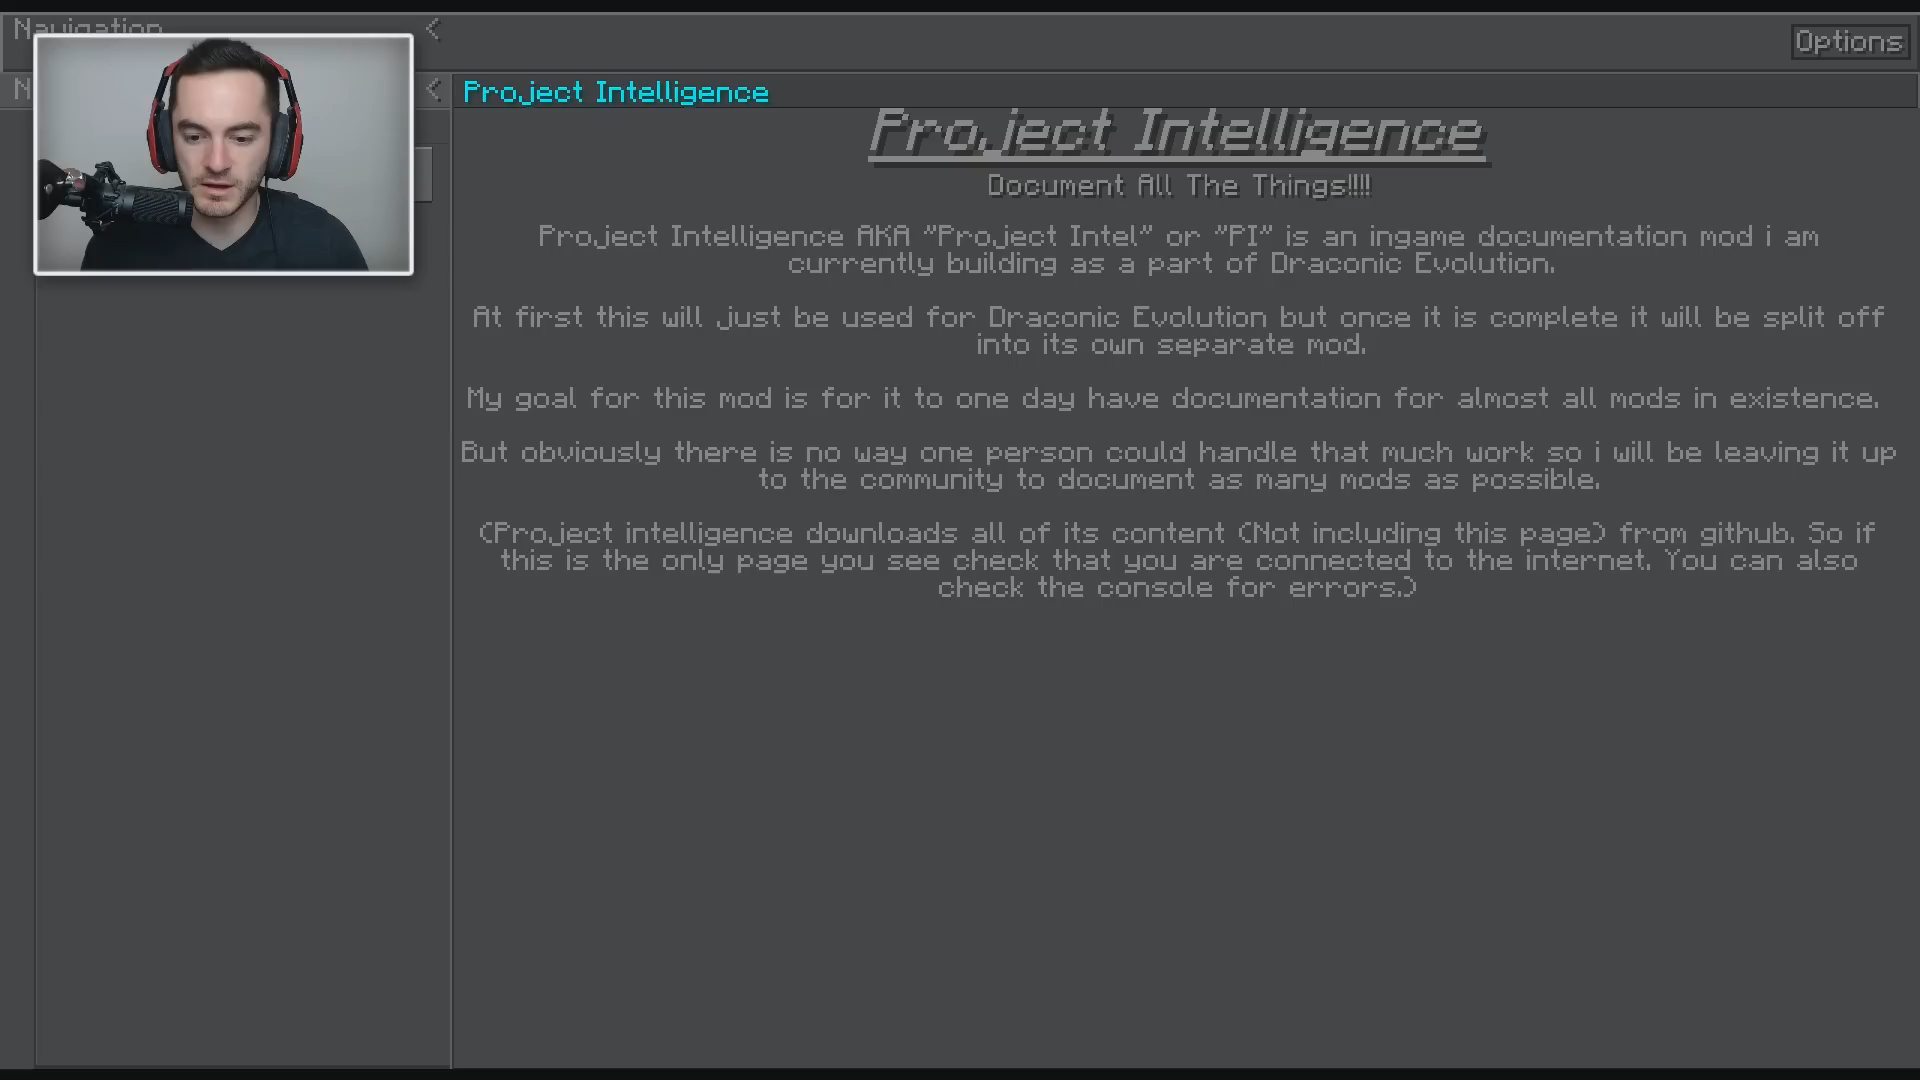 Navigation
<
Options
N
<
Project Intelligence
Project Intelligence
Document All The Things!!!!
Project Intelligence AKA "Project Intel" or "PI" is an ingame documentation mod i am
currently building as a part of Draconic Evolution.
At first this will just be used for Draconic Evolution but once it is complete it will be split off
into its own separate mod.
My goal for this mod is for it to one day have documentation for almost all mods in existence.
But obviously there is no way one person could handle that much work so i will be leaving it up
to the community to document as many mods as possible.
(Project intelligence downloads all of its content (Not including this page) from github. So if
this is the only page you see check that you are connected to the internet. You can also
check the console for errors.)